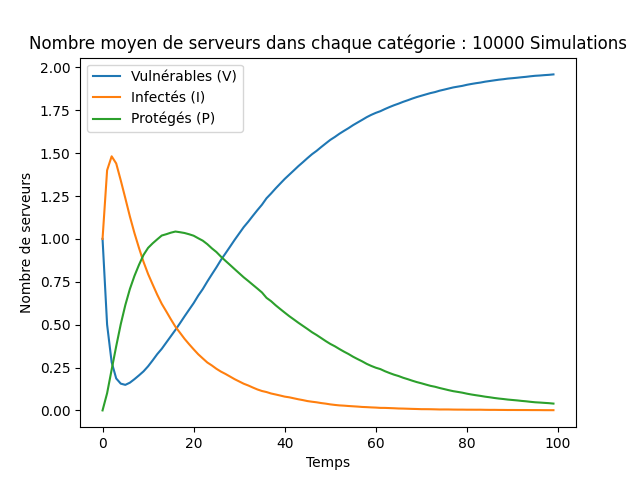 Nombre moyen de serveurs dans chaque catégorie : 10000 Simulations
2.00
1.75
1.50
1.25
1.00
0.75
0.50
0.25
0.00
Nombre de serveurs
Vulnérables (V)
Infectés (I)
Protégés (P)
0
20
40
60
80
100
Temps